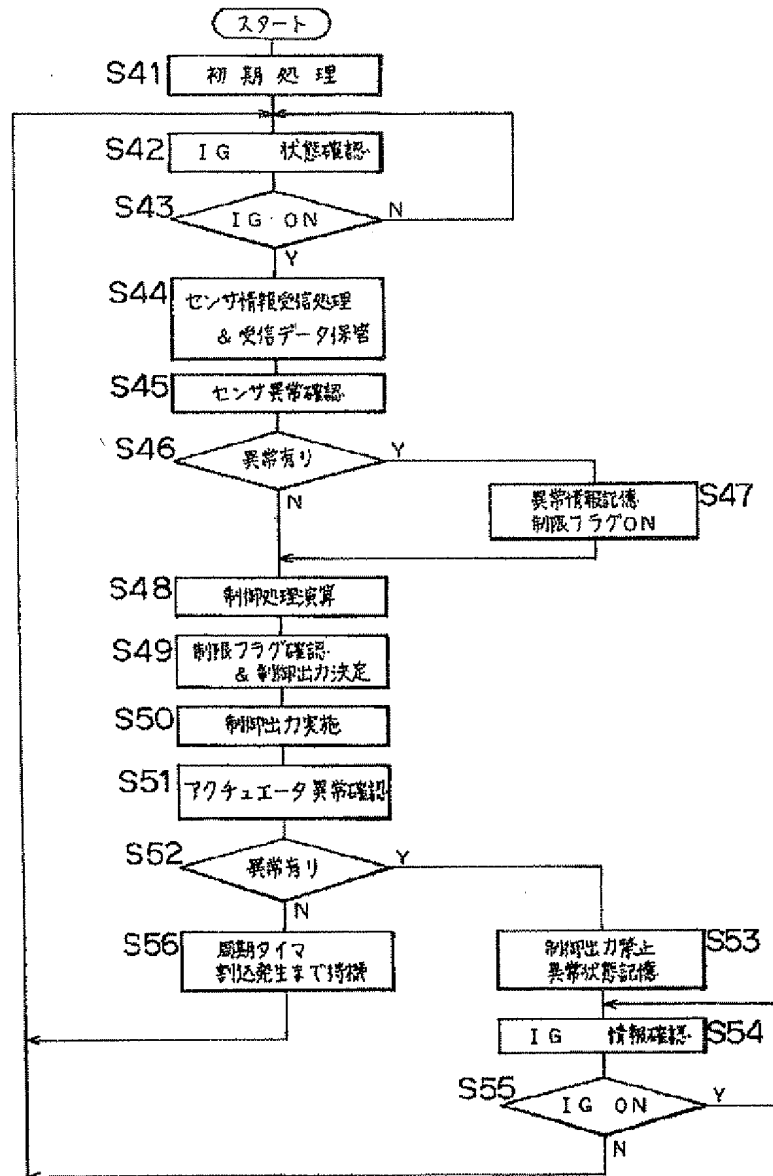 スタート
S41
初期処理
S42
IG 状態確認
S43
IG ON
N
Y
S44
センサ情報受信処理
& 受信データ保管
S45
センサ異常確認
S46
異常有り
Y
N
S47
異常情報記憶
制限フラグON
S48
制御処理演算
S49
制限フラグ確認
& 制御出力決定
S50
制御出力実施
S51
アクチュエータ異常確認
S52
異常有り
Y
N
S56
周期タイマ
割込発生まで待機
S53
制御出力禁止
異常状態記憶
S54
IG 情報確認
S55
IG ON
Y
N